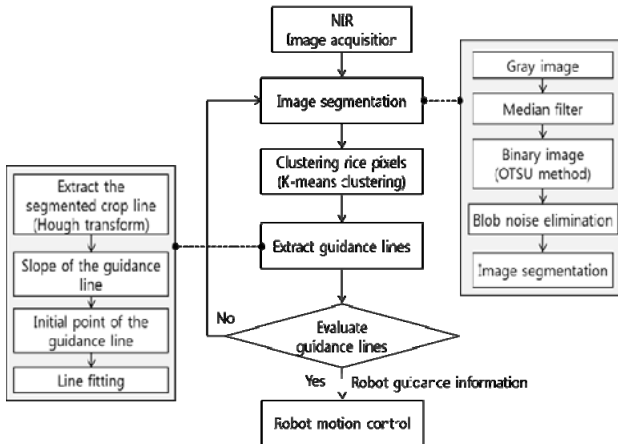 NIR
Image acquisition
Image segmentation
Clustering rice pixels
(K-means clustering)
Extract guidance lines
Evaluate
guidance lines
No
Yes
Robot guidance information
Robot motion control
Gray image
Median filter
Binary image
(OTSU method)
Blob noise elimination
Image segmentation
Extract the
segmented crop line
(Hough transform)
Slope of the guidance
line
Initial point of the
guidance line
Line fitting